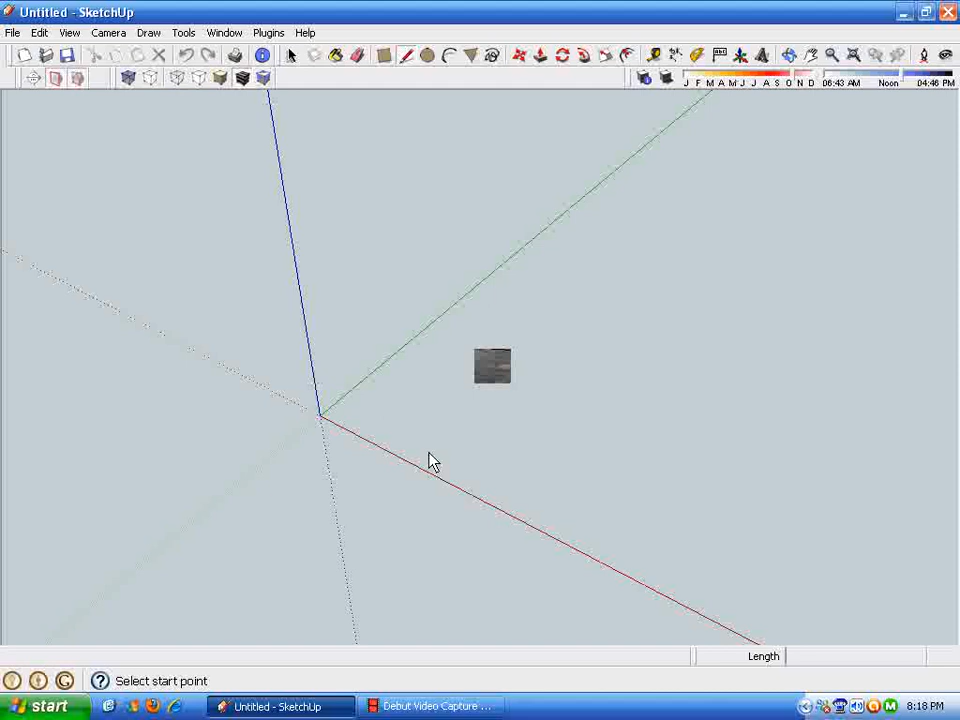 Untitled - SketchUp
File Edit View Camera Draw Tools Window Plugins Help
J F M A M J J A S O N D 06:43 AM Noon 04:46 PM
Length
Select start point
start Untitled - SketchUp Debut Video Capture ... 8:18 PM